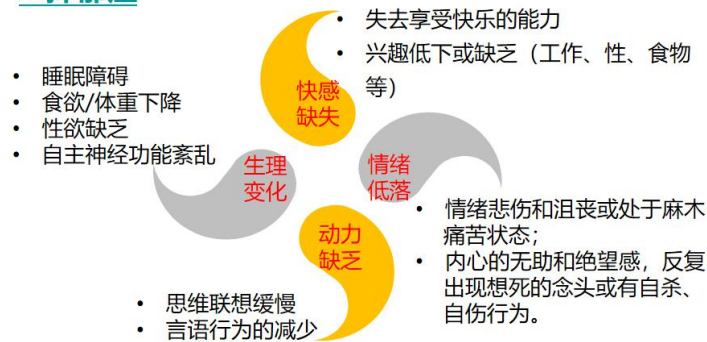 • 失去享受快乐的能力
• 兴趣低下或缺乏（工作、性、食物
等）
快感
缺失
• 睡眠障碍
• 食欲/体重下降
• 性欲缺乏
• 自主神经功能紊乱
生理
变化
情绪
低落
• 情绪悲伤和沮丧或处于麻木
痛苦状态；
• 内心的无助和绝望感，反复
出现想死的念头或有自杀、
自伤行为。
动力
缺乏
• 思维联想缓慢
• 言语行为的减少